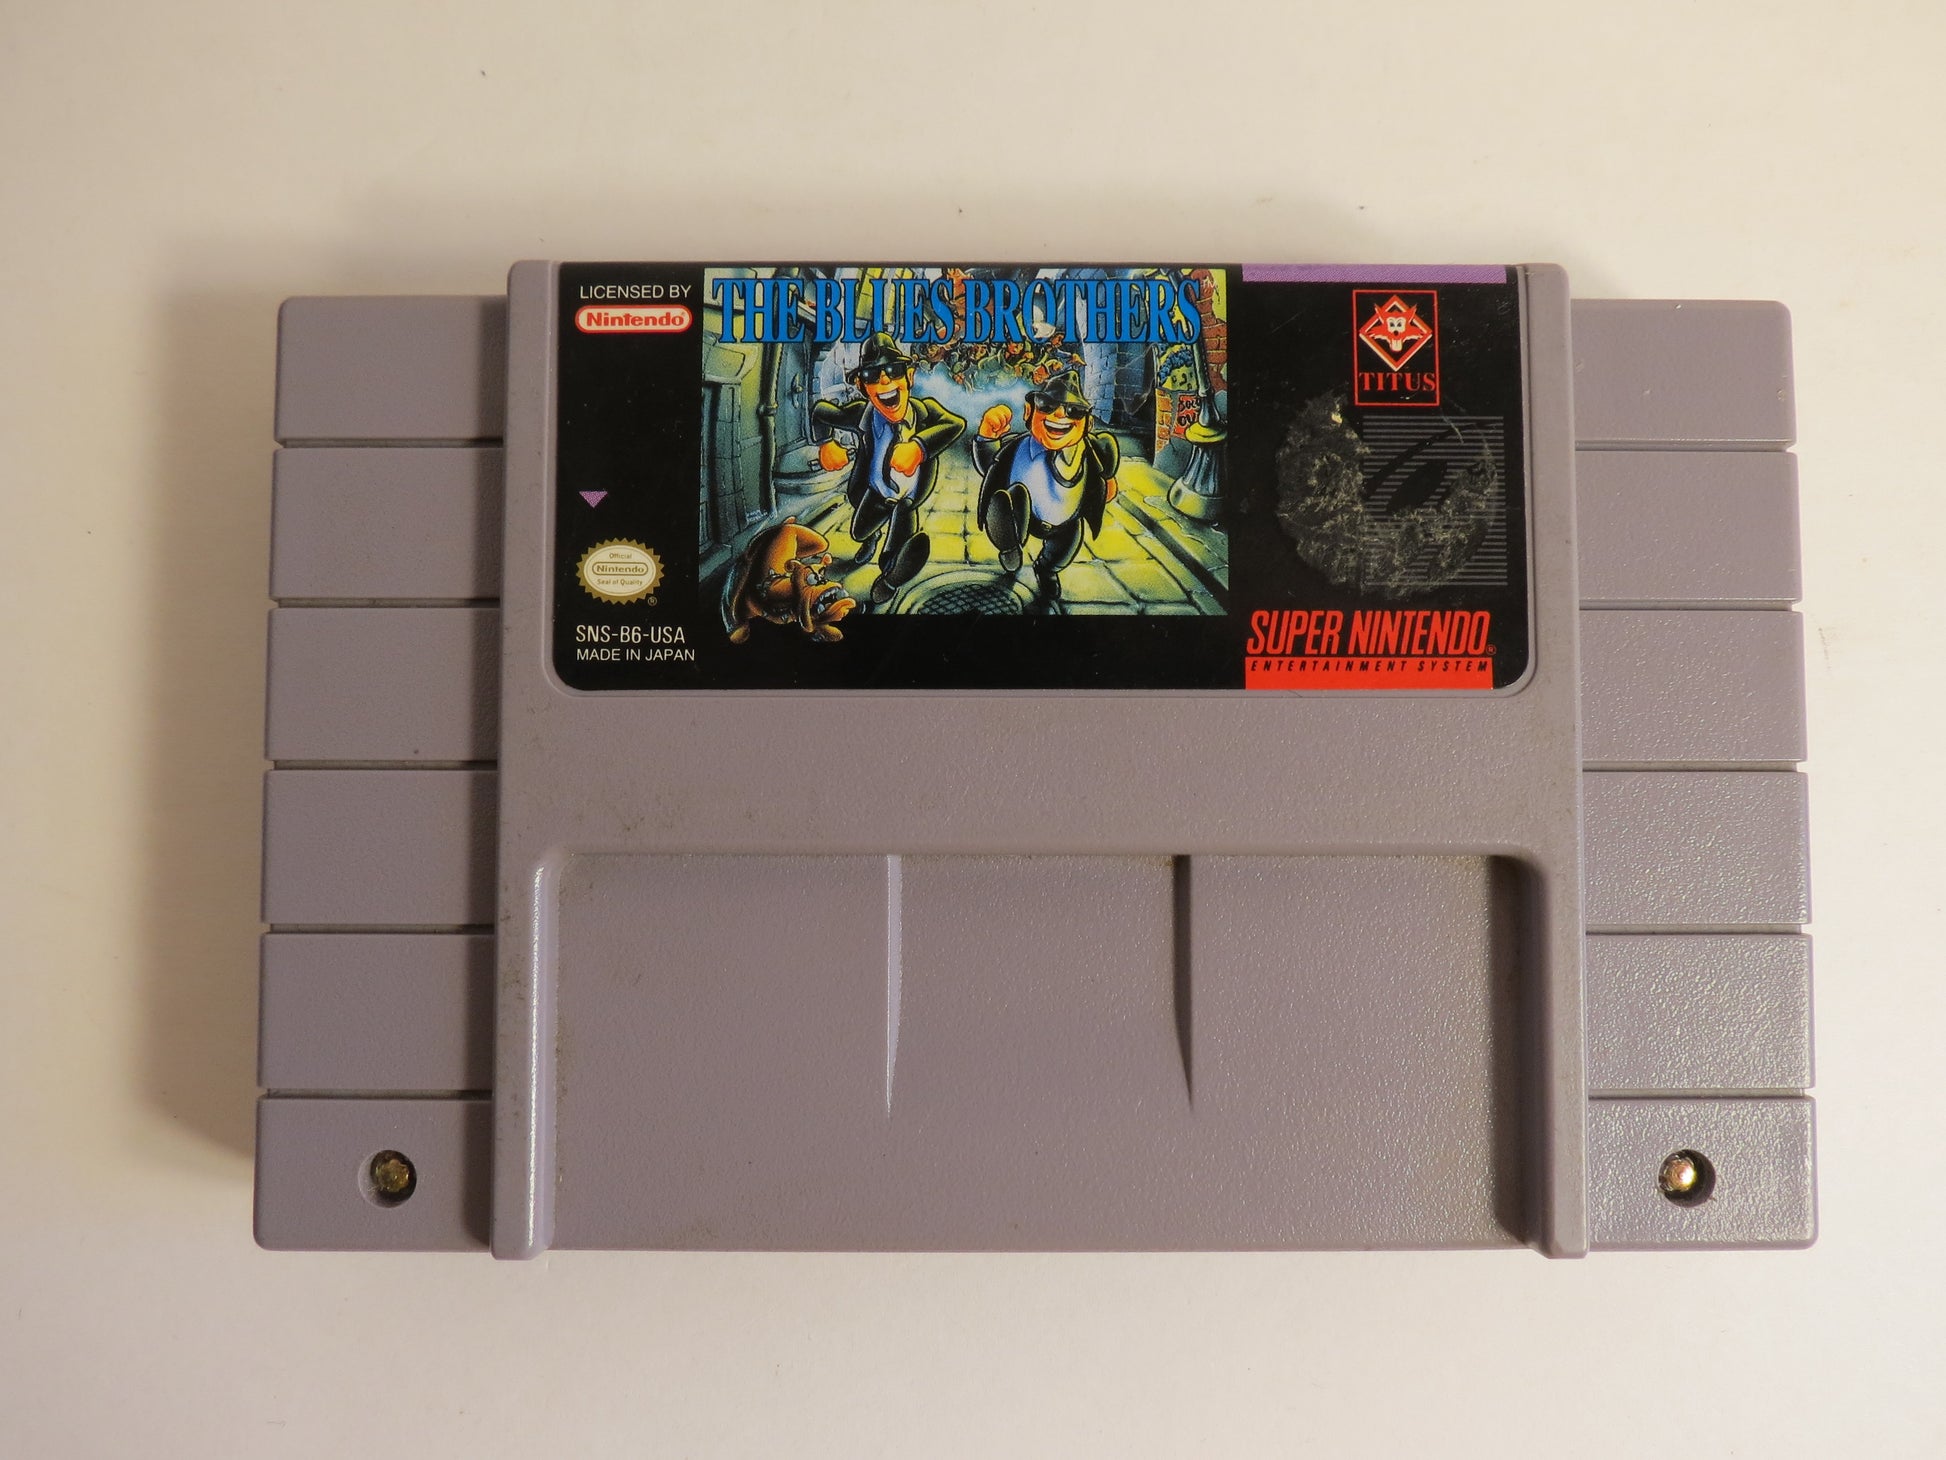 LICENSED BY
Nintendo
THE BLUES BROTHERS
TM
TITUS
Official
Nintendo
Seal of Quality
®
SNS-B6-USA
MADE IN JAPAN
SUPER NINTENDO®
ENTERTAINMENT SYSTEM